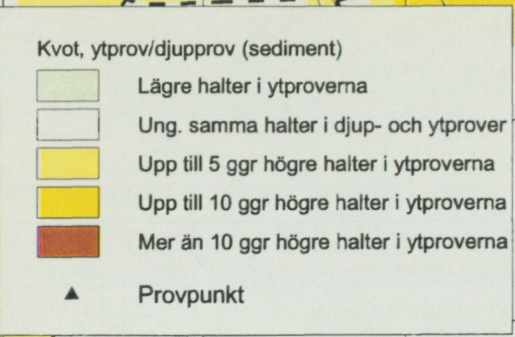 Kvot, ytprov/djupprov (sediment)
Lägre halter i ytproverna
Ung. samma halter i djup- och ytprover
Upp till 5 ggr högre halter i ytproverna
Upp till 10 ggr högre halter i ytproverna
Mer än 10 ggr högre halter i ytproverna
Provpunkt